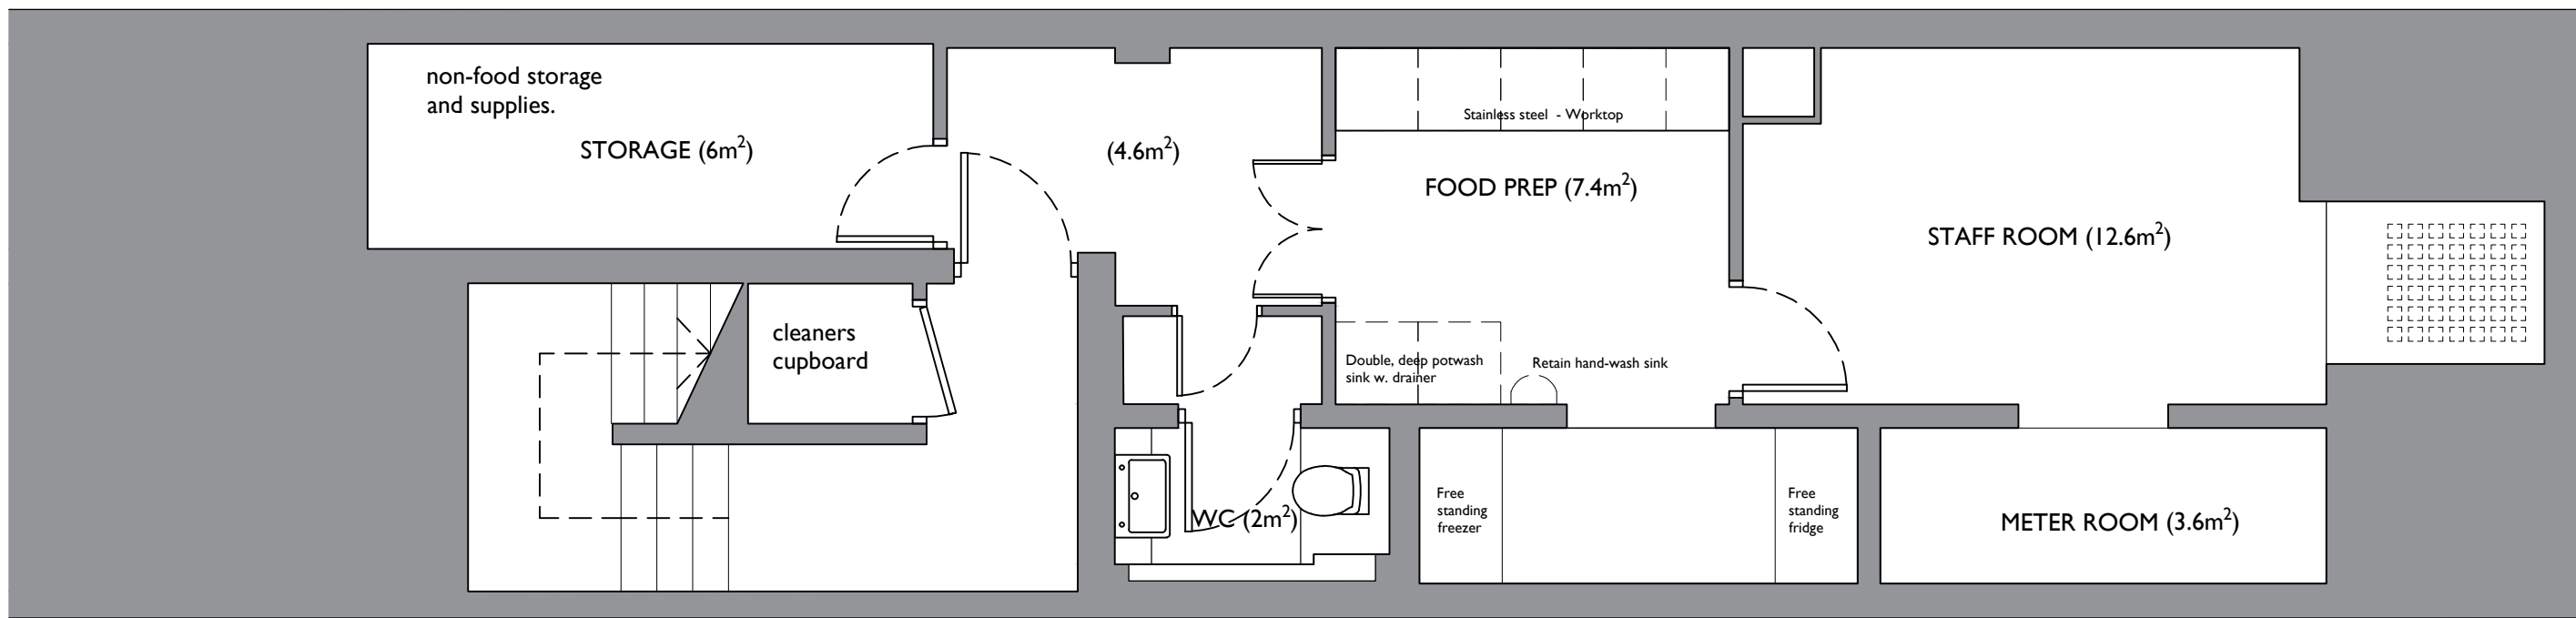 non-food storage
and supplies.
STORAGE (6m²)
(4.6m²)
Stainless steel - Worktop
FOOD PREP (7.4m²)
STAFF ROOM (12.6m²)
cleaners
cupboard
Double, deep potwash
sink w. drainer
Retain hand-wash sink
WC (2m²)
Free
standing
freezer
Free
standing
fridge
METER ROOM (3.6m²)